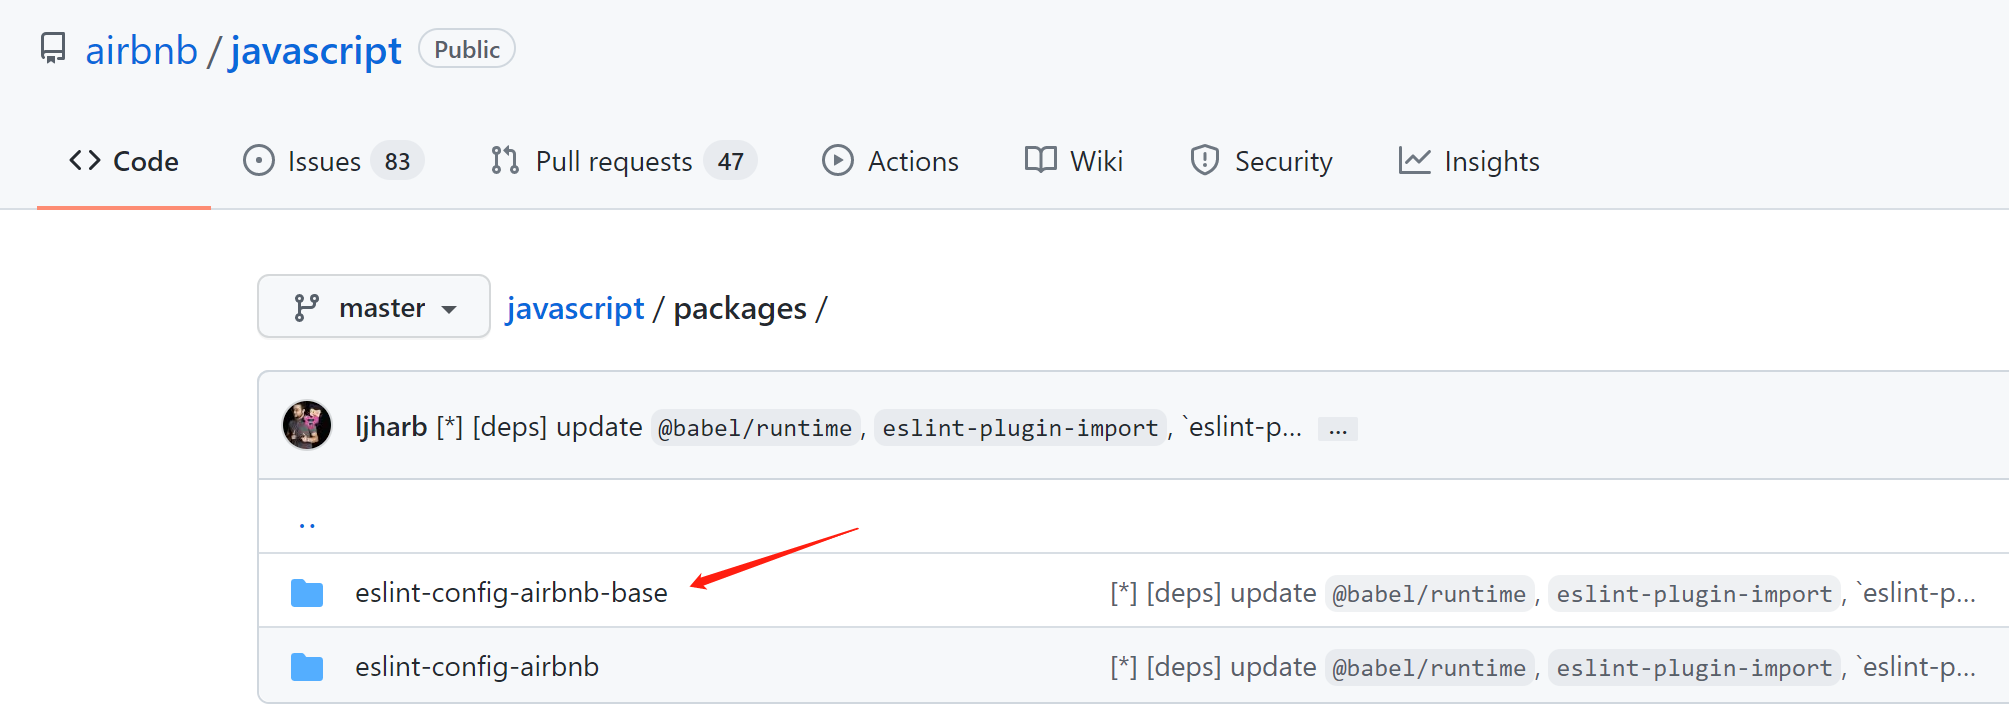 airbnb / javascript Public
Code Issues 83 Pull requests 47 Actions Wiki Security Insights
master javascript / packages /
ljharb [*] [deps] update @babel/runtime, eslint-plugin-import, `eslint-p... ...
..
eslint-config-airbnb-base [*] [deps] update @babel/runtime, eslint-plugin-import, `eslint-p...
eslint-config-airbnb [*] [deps] update @babel/runtime, eslint-plugin-import, `eslint-p...